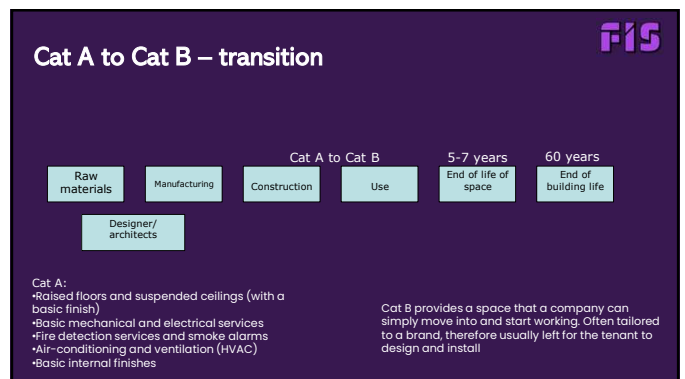 FIS
Cat A to Cat B – transition
Cat A to Cat B
5-7 years
60 years
Raw
materials
Manufacturing
Construction
Use
End of life of
space
End of
building life
Designer/
architects
Cat A:
•Raised floors and suspended ceilings (with a
basic finish)
•Basic mechanical and electrical services
•Fire detection services and smoke alarms
•Air-conditioning and ventilation (HVAC)
•Basic internal finishes
Cat B provides a space that a company can
simply move into and start working. Often tailored
to a brand, therefore usually left for the tenant to
design and install